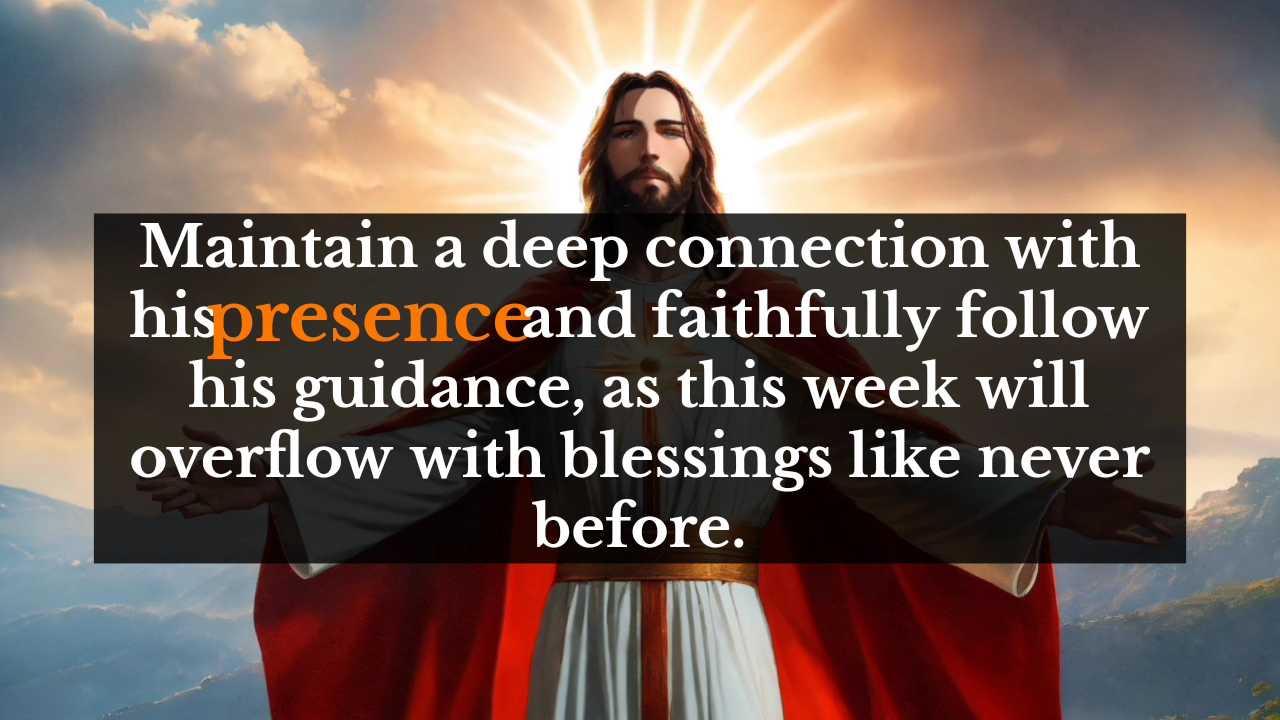 Maintain a deep connection with
his presence and faithfully follow
his guidance, as this week will
overflow with blessings like never
before.